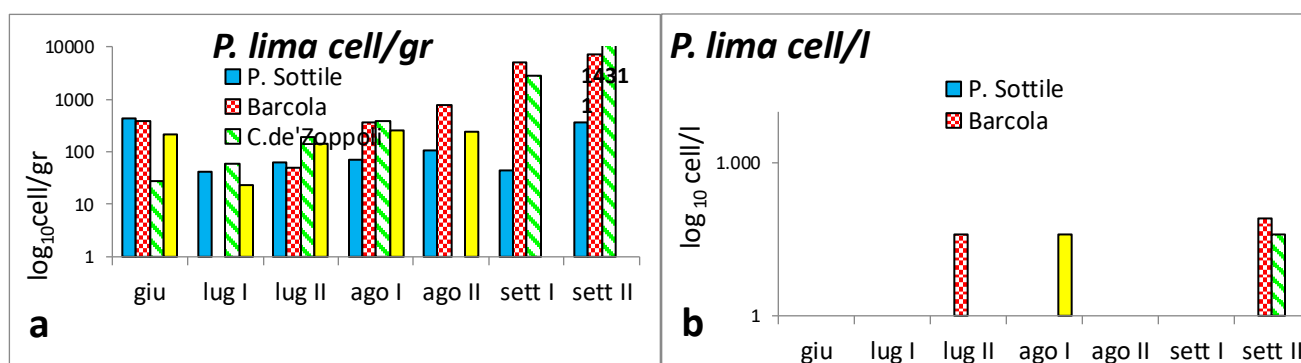 P. lima cell/gr
10000
1000
100
10
1
log10cell/gr
P. Sottile
Barcola
C.de'Zoppoli
1431
1
giu lug I lug II ago I ago II sett I sett II
a
P. lima cell/l
P. Sottile
Barcola
1.000
1
log 10 cell/l
giu lug I lug II ago I ago II sett I sett II
b